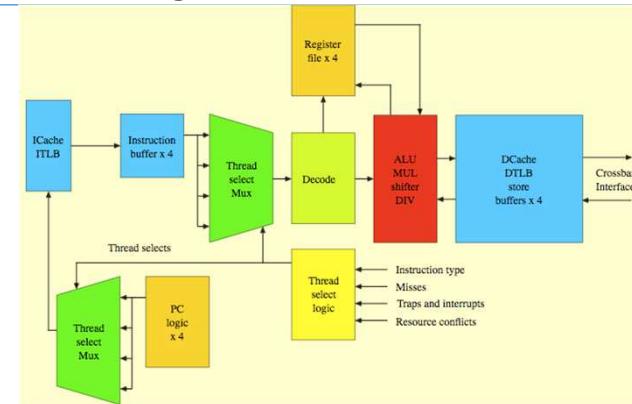 Register
file x 4
ICache
ITLB
Instruction
buffer x 4
Thread
select
Mux
Decode
ALU
MUL
shifter
DIV
DCache
DTLB
store
buffers x 4
Crossba
Interface
Thread selects
Thread
select
logic
Instruction type
Misses
Traps and interrupts
Resource conflicts
Thread
select
Mux
PC
logic
x 4